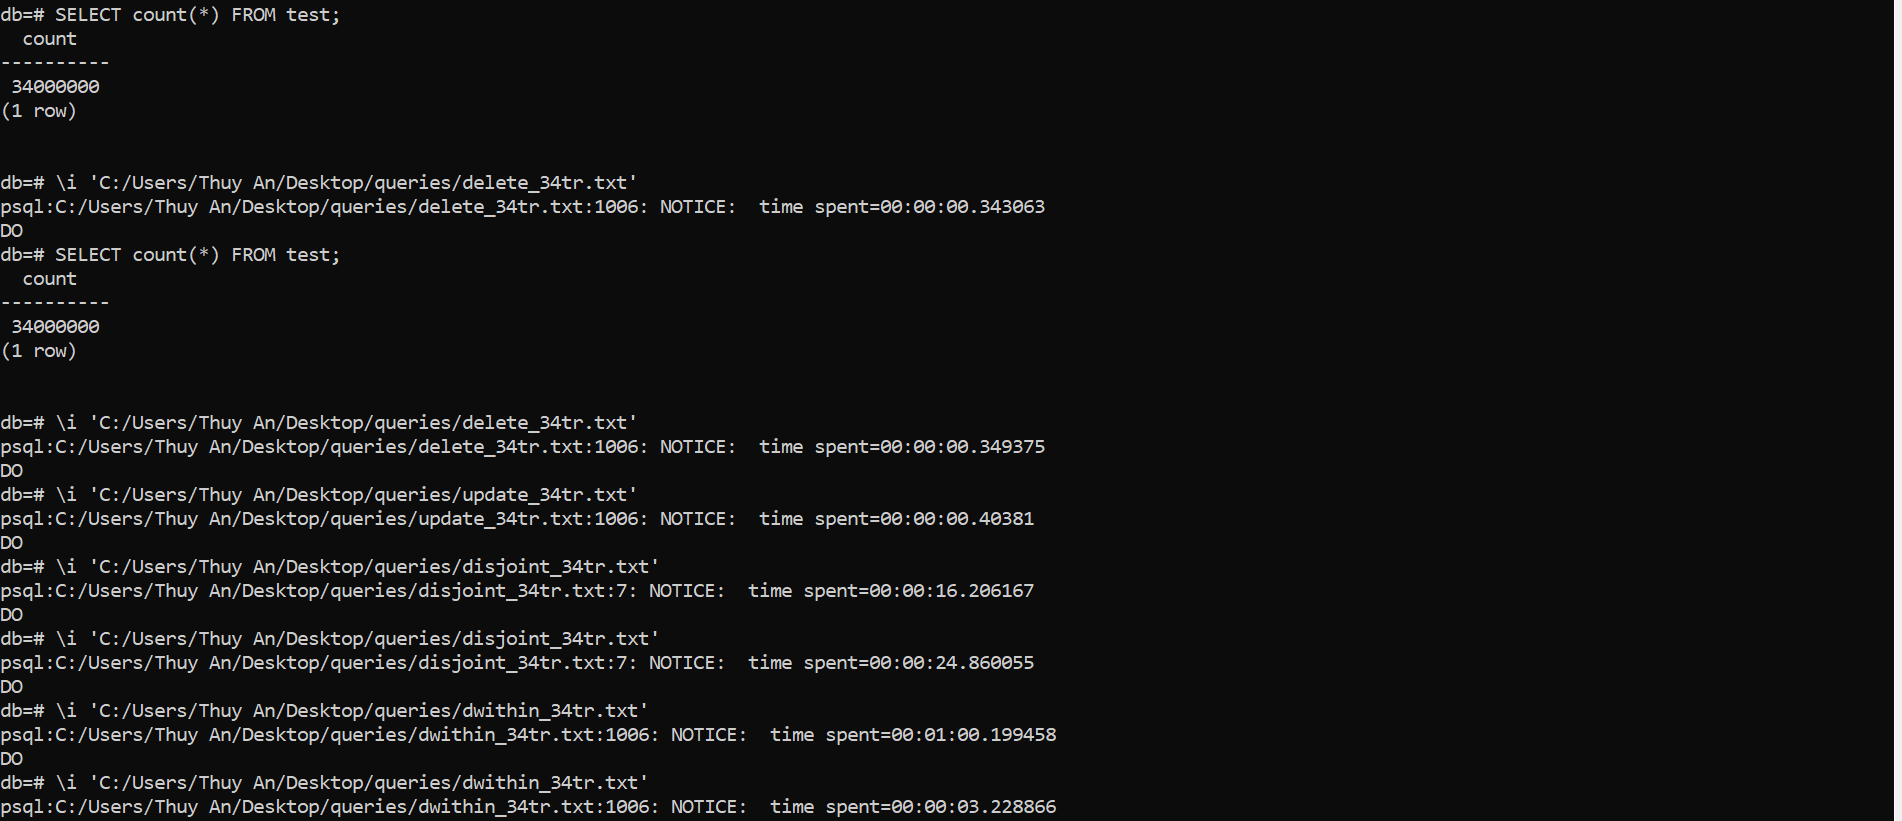 db=# SELECT count(*) FROM test;
  count
----------
 34000000
(1 row)


db=# \i 'C:/Users/Thuy An/Desktop/queries/delete_34tr.txt'
psql:C:/Users/Thuy An/Desktop/queries/delete_34tr.txt:1006: NOTICE:  time spent=00:00:00.343063
DO
db=# SELECT count(*) FROM test;
  count
----------
 34000000
(1 row)


db=# \i 'C:/Users/Thuy An/Desktop/queries/delete_34tr.txt'
psql:C:/Users/Thuy An/Desktop/queries/delete_34tr.txt:1006: NOTICE:  time spent=00:00:00.349375
DO
db=# \i 'C:/Users/Thuy An/Desktop/queries/update_34tr.txt'
psql:C:/Users/Thuy An/Desktop/queries/update_34tr.txt:1006: NOTICE:  time spent=00:00:00.40381
DO
db=# \i 'C:/Users/Thuy An/Desktop/queries/disjoint_34tr.txt'
psql:C:/Users/Thuy An/Desktop/queries/disjoint_34tr.txt:7: NOTICE:  time spent=00:00:16.206167
DO
db=# \i 'C:/Users/Thuy An/Desktop/queries/disjoint_34tr.txt'
psql:C:/Users/Thuy An/Desktop/queries/disjoint_34tr.txt:7: NOTICE:  time spent=00:00:24.860055
DO
db=# \i 'C:/Users/Thuy An/Desktop/queries/dwithin_34tr.txt'
psql:C:/Users/Thuy An/Desktop/queries/dwithin_34tr.txt:1006: NOTICE:  time spent=00:01:00.199458
DO
db=# \i 'C:/Users/Thuy An/Desktop/queries/dwithin_34tr.txt'
psql:C:/Users/Thuy An/Desktop/queries/dwithin_34tr.txt:1006: NOTICE:  time spent=00:00:03.228866